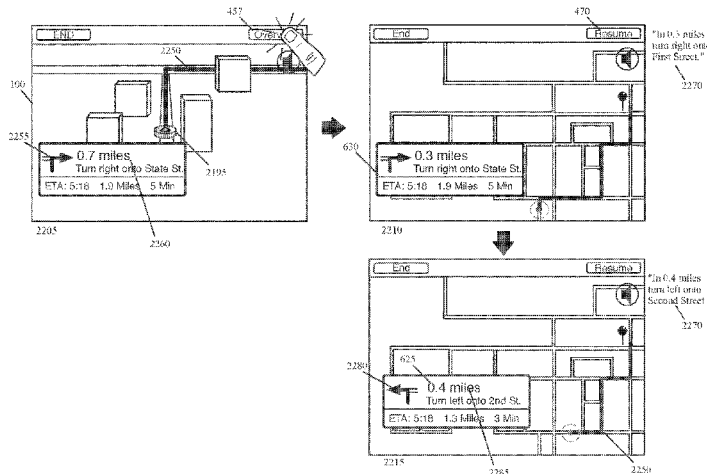 457
END
Overv
2250
100
2255
0.7 miles
Turn right onto State St.
ETA: 5:18 1.9 Miles 5 Min
2195
2205
2260
470
End
Resume
"In 0.3 miles
turn right onto
First Street."
2270
630
0.3 miles
Turn right onto State St.
ETA: 5:18 1.9 Miles 5 Min
2210
End
Resume
"In 0.4 miles
turn left onto
Second Street
2270
2280
625
0.4 miles
Turn left onto 2nd St.
ETA: 5:18 1.3 Miles 3 Min
2215
2285
2250